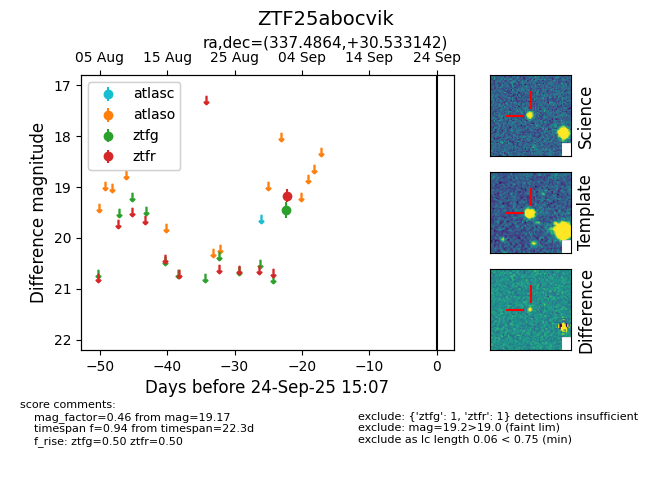 ZTF25abocvik
ra,dec=(337.4864,+30.533142)
05 Aug 15 Aug 25 Aug 04 Sep 14 Sep 24 Sep
17
18
19
20
21
22
Difference magnitude
atlasc
atlaso
ztfg
ztfr
−50 −40 −30 −20 −10 0
Days before 24-Sep-25 15:07
Science
Template
Difference
score comments:
mag_factor=0.46 from mag=19.17
timespan f=0.94 from timespan=22.3d
f_rise: ztfg=0.50 ztfr=0.50
exclude: {'ztfg': 1, 'ztfr': 1} detections insufficient
exclude: mag=19.2>19.0 (faint lim)
exclude as lc length 0.06 < 0.75 (min)